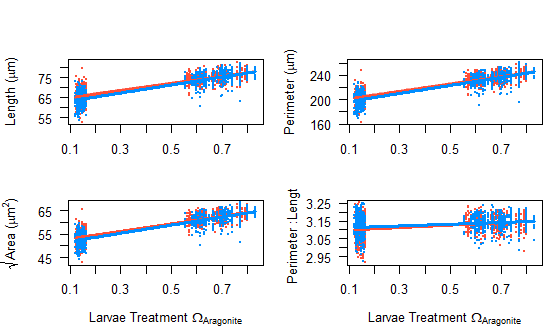 Length (μm)
75
65
55
0.1 0.3 0.5 0.7
Perimeter (μm)
240
200
160
0.1 0.3 0.5 0.7
√Area (μm²)
65
55
45
0.1 0.3 0.5 0.7
Larvae Treatment ΩAragonite
Perimeter :Lengt
3.25
3.15
3.05
2.95
0.1 0.3 0.5 0.7
Larvae Treatment ΩAragonite